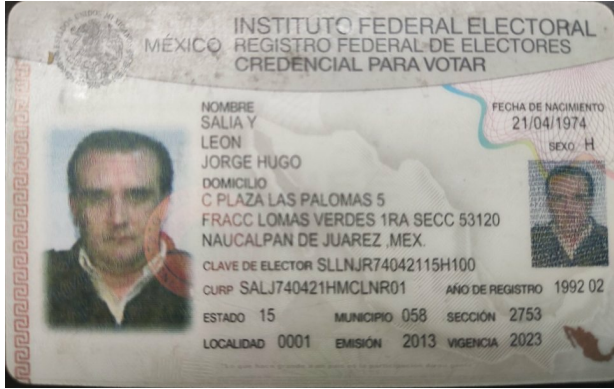 INSTITUTO FEDERAL ELECTORAL
MÉXICO REGISTRO FEDERAL DE ELECTORES
CREDENCIAL PARA VOTAR
NOMBRE
SALIA Y
LEON
JORGE HUGO
FECHA DE NACIMIENTO
21/04/1974
SEXO H
DOMICILIO
C PLAZA LAS PALOMAS 5
FRACC LOMAS VERDES 1RA SECC 53120
NAUCALPAN DE JUAREZ ,MEX.
CLAVE DE ELECTOR SLLNJR74042115H100
CURP SALJ740421HMCLNR01 AÑO DE REGISTRO 1992 02
ESTADO 15 MUNICIPIO 058 SECCIÓN 2753
LOCALIDAD 0001 EMISIÓN 2013 VIGENCIA 2023